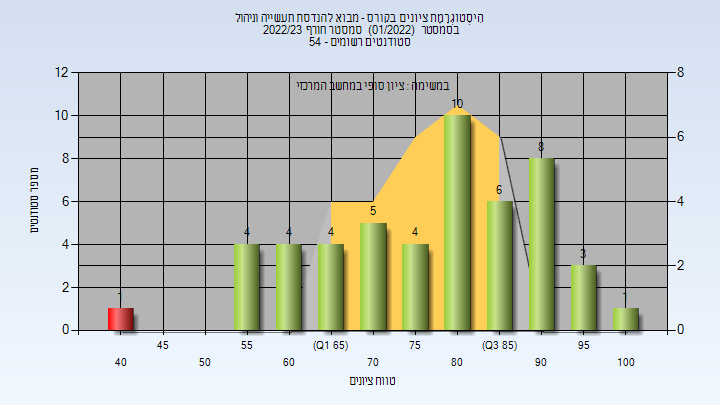 היסטוגרמת ציונים בקורס - מבוא להנדסת תעשייה וניהול
בסמסטר (01/2022) סמסטר חורף 2022/23
סטודנטים רשומים - 54
במשימה : ציון סופי במחשב המרכזי
מספר סטודנטים
12
10
8
6
4
2
0
8
6
4
2
0
1
4
4
4
5
4
10
6
8
3
1
45 55 (Q1 65) 75 (Q3 85) 95
40 50 60 70 80 90 100
טווח ציונים